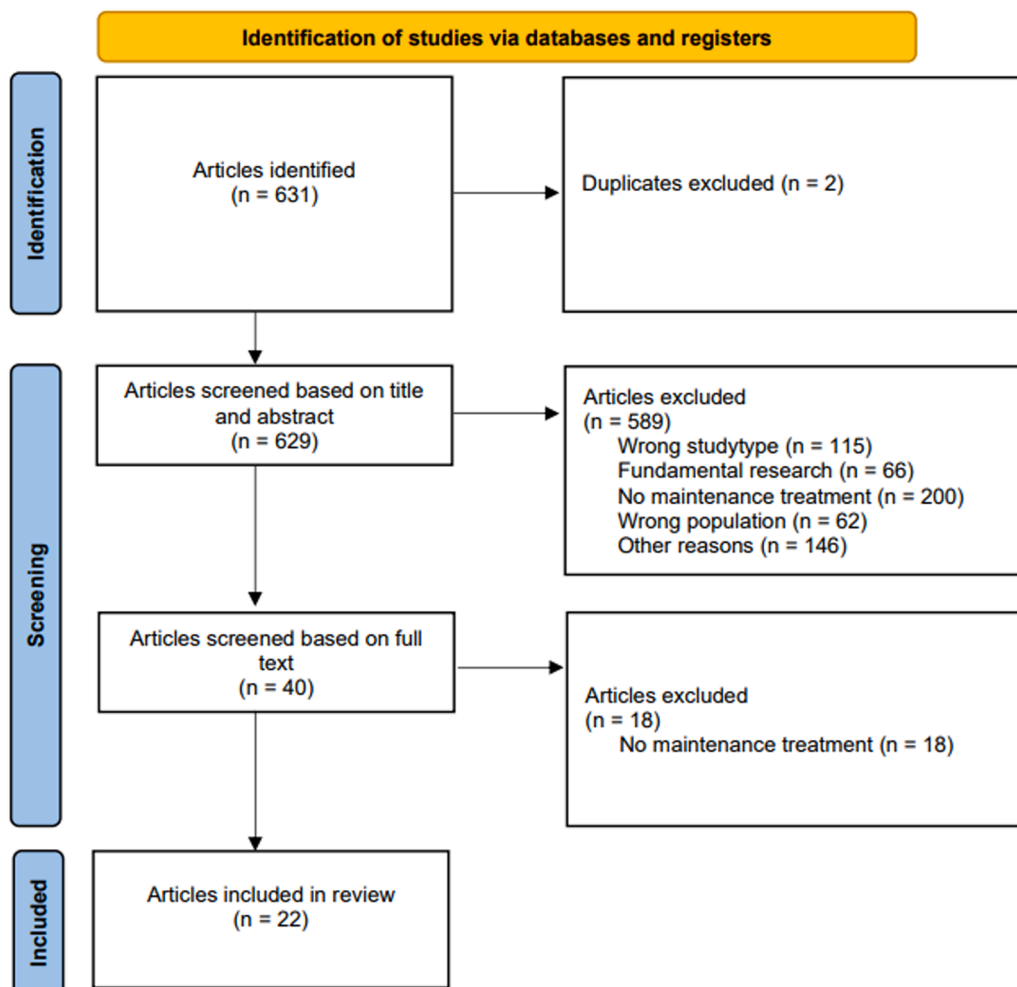 Identification of studies via databases and registers
Identification
Articles identified
(n = 631)
Duplicates excluded (n = 2)
Screening
Articles screened based on title
and abstract
(n = 629)
Articles excluded
(n = 589)
Wrong studytype (n = 115)
Fundamental research (n = 66)
No maintenance treatment (n = 200)
Wrong population (n = 62)
Other reasons (n = 146)
Articles screened based on full
text
(n = 40)
Articles excluded
(n = 18)
No maintenance treatment (n = 18)
Included
Articles included in review
(n = 22)